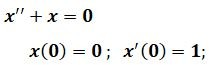 x'' + x = 0
x(0) = 0 ; x'(0) = 1;